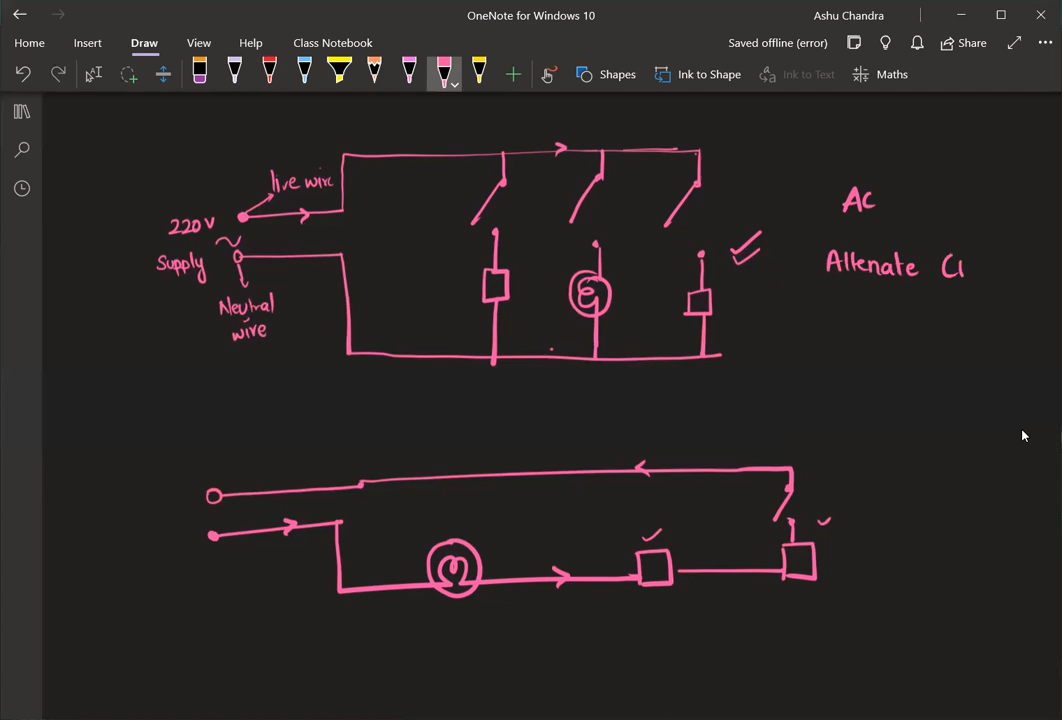 OneNote for Windows 10
Ashu Chandra
Home Insert Draw View Help Class Notebook
Saved offline (error)
Share
Shapes
Ink to Shape
Ink to Text
Maths
live wire
220 V
Supply
Neutral
wire
AC
Altenate